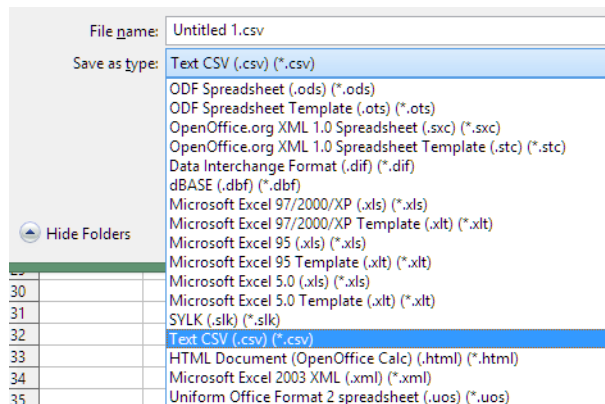 File name: Untitled 1.csv
Save as type: Text CSV (.csv) (*.csv)
ODF Spreadsheet (.ods) (*.ods)
ODF Spreadsheet Template (.ots) (*.ots)
OpenOffice.org XML 1.0 Spreadsheet (.sxc) (*.sxc)
OpenOffice.org XML 1.0 Spreadsheet Template (.stc) (*.stc)
Data Interchange Format (.dif) (*.dif)
dBASE (.dbf) (*.dbf)
Microsoft Excel 97/2000/XP (.xls) (*.xls)
Microsoft Excel 97/2000/XP Template (.xlt) (*.xlt)
Hide Folders
Microsoft Excel 95 (.xls) (*.xls)
Microsoft Excel 95 Template (.xlt) (*.xlt)
Microsoft Excel 5.0 (.xls) (*.xls)
30 Microsoft Excel 5.0 Template (.xlt) (*.xlt)
31 SYLK (.slk) (*.slk)
32 Text CSV (.csv) (*.csv)
33 HTML Document (OpenOffice Calc) (.html) (*.html)
34 Microsoft Excel 2003 XML (.xml) (*.xml)
35 Uniform Office Format 2 spreadsheet (.uos) (*.uos)